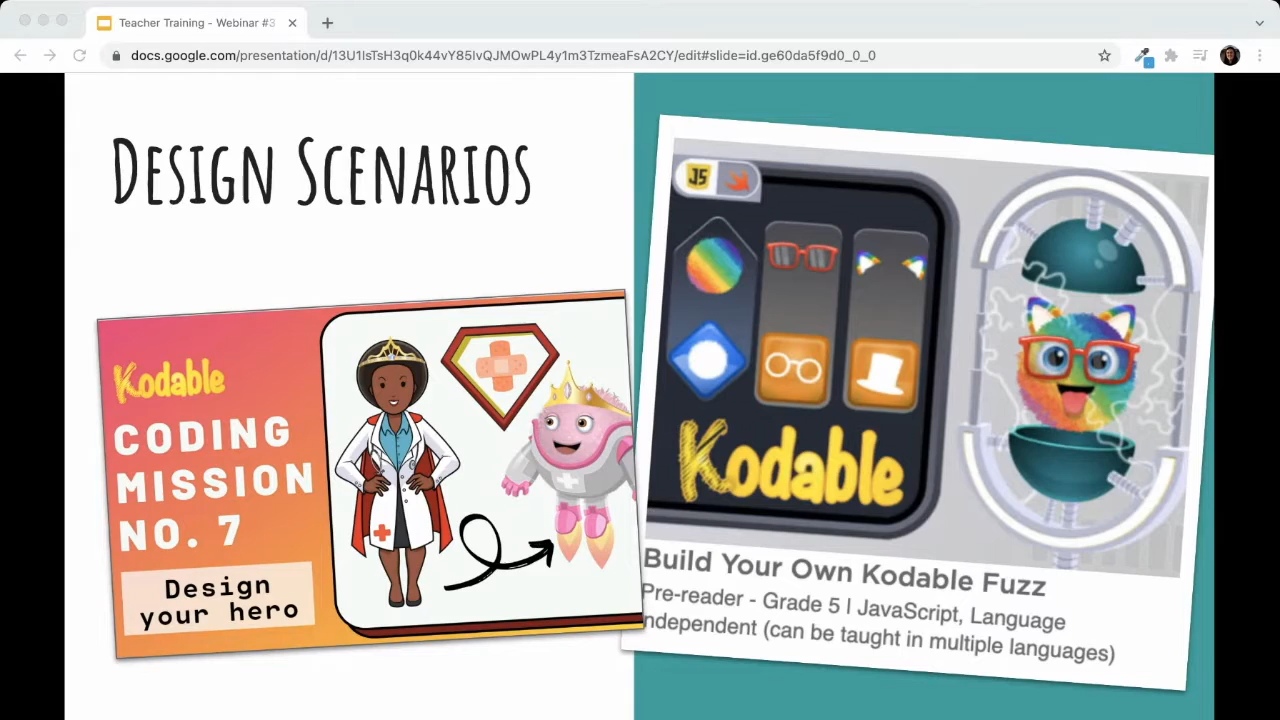 Teacher Training - Webinar #3
docs.google.com/presentation/d/13U1IsTsH3q0k44vY85IvQJMOwPL4y1m3TzmeaFsA2CY/edit#slide=id.ge60da5f9d0_0_0
Design Scenarios
Kodable
CODING
MISSION
NO. 7
Design
your hero
JS
Kodable
Build Your Own Kodable Fuzz
Pre-reader - Grade 5 | JavaScript, Language
ndependent (can be taught in multiple languages)